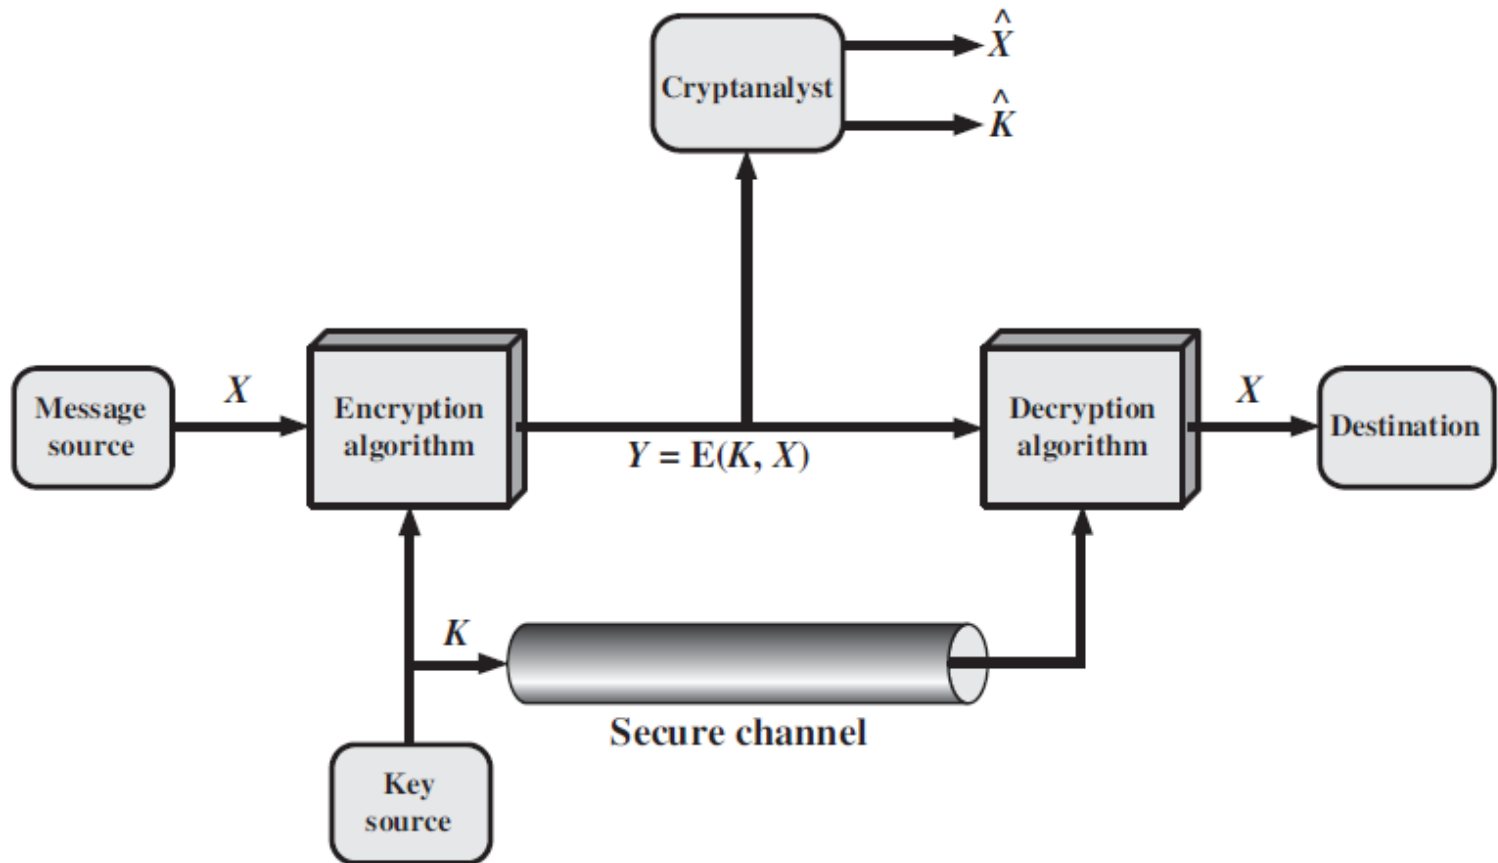 X̂
Cryptanalyst
K̂
Message
source
X
Encryption
algorithm
Y = E(K, X)
Decryption
algorithm
X
Destination
K
Secure channel
Key
source